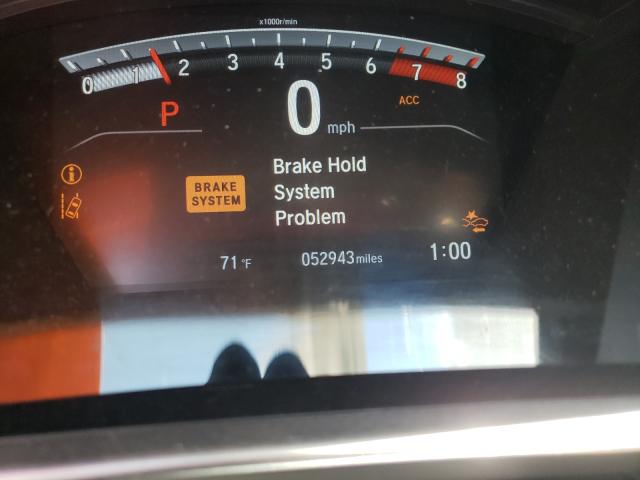 x1000r/min
0 1 2 3 4 5 6 7 8
P
0 mph
ACC
BRAKE
SYSTEM
Brake Hold
System
Problem
71°F
052943 miles
1:00